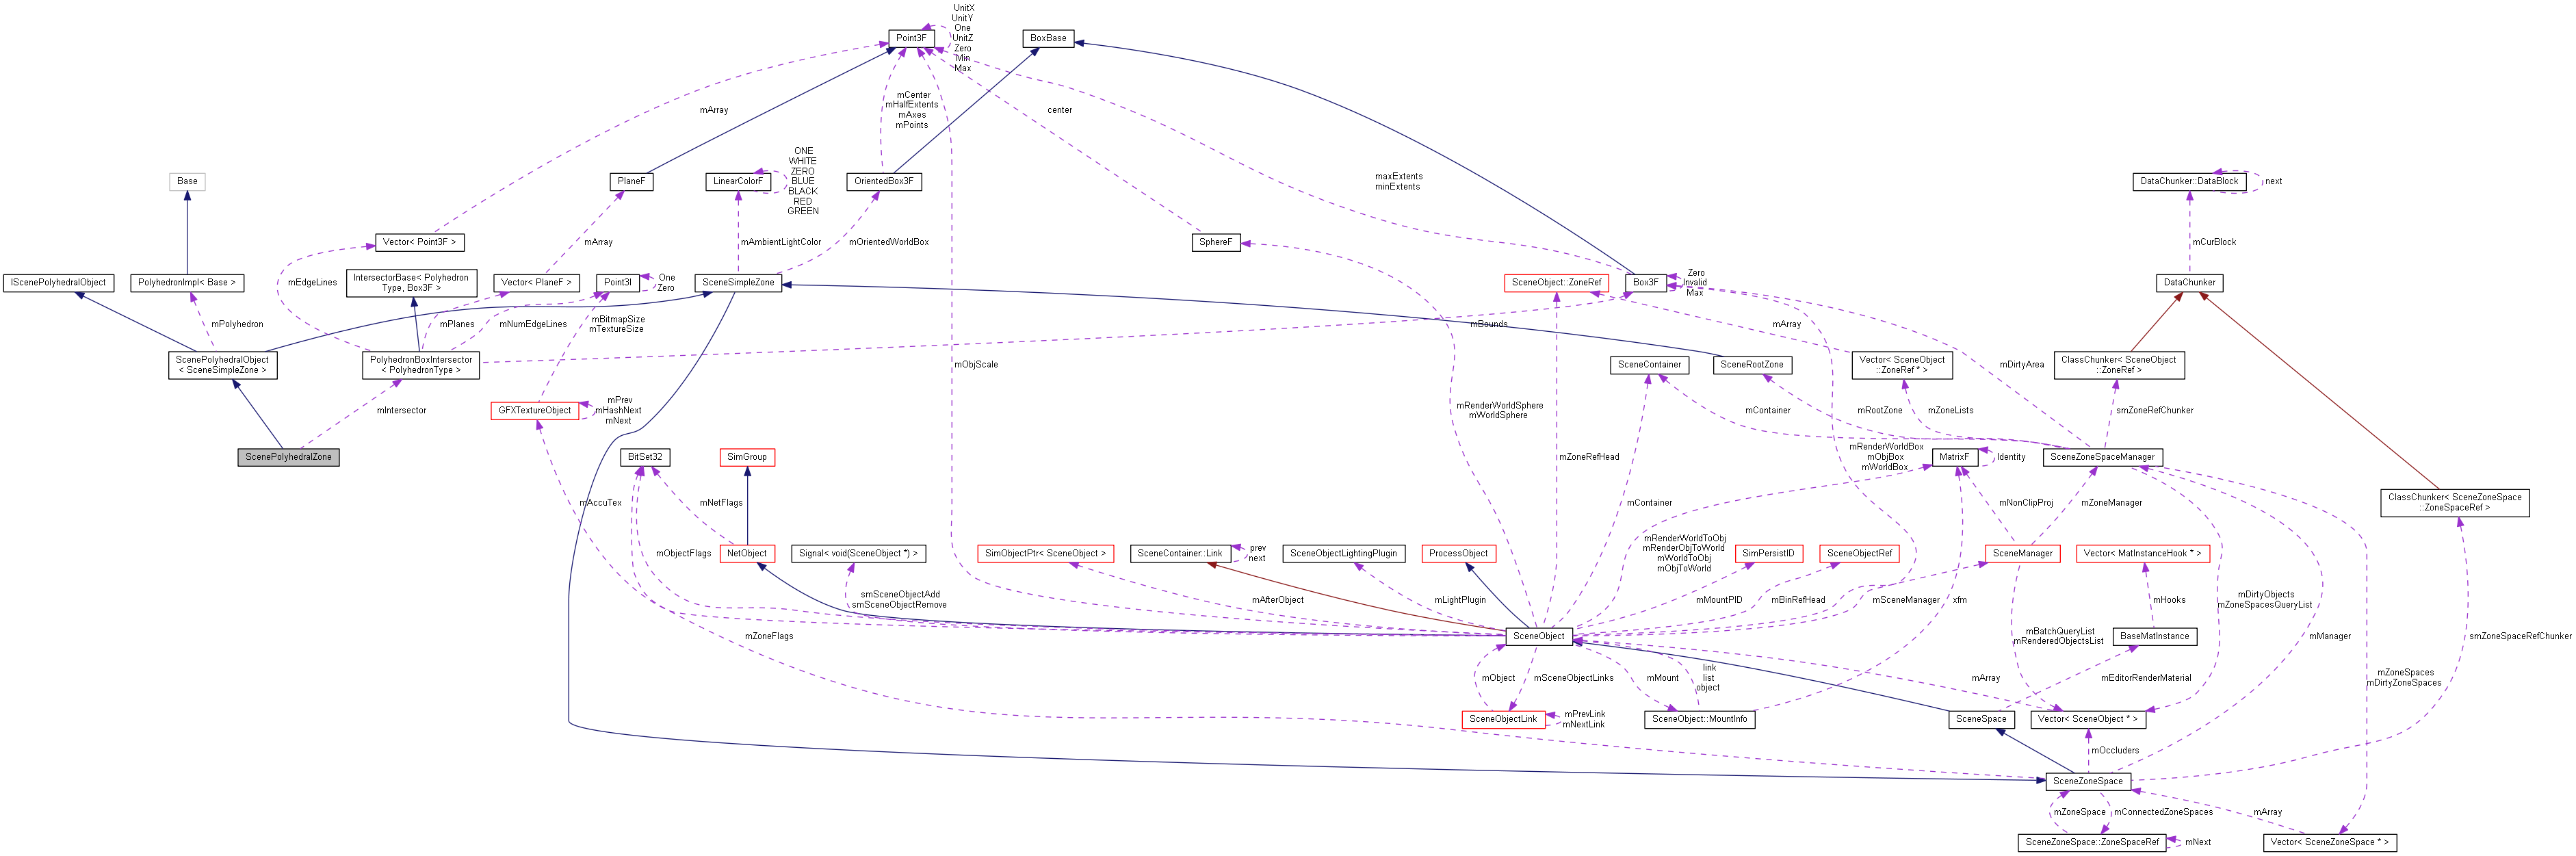 UnitX
UnitY
One
UnitZ
Zero
Min
Max
Point3F
BoxBase
mCenter
mHalfExtents
mAxes
mPoints
mArray
center
ONE
WHITE
ZERO
BLUE
BLACK
RED
GREEN
maxExtents
minExtents
Base
PlaneF
LinearColorF
OrientedBox3F
DataChunker::DataBlock
next
Vector< Point3F >
mArray
mAmbientLightColor
mOrientedWorldBox
SphereF
mCurBlock
IScenePolyhedralObject
PolyhedronImpl< Base >
mEdgeLines
IntersectorBase< Polyhedron
Type, Box3F >
Vector< PlaneF >
Point3I
One
Zero
SceneSimpleZone
SceneObject::ZoneRef
Box3F
Zero
Invalid
Max
DataChunker
mPolyhedron
mPlanes
mNumEdgeLines
mBitmapSize
mTextureSize
mBounds
mArray
mDirtyArea
ScenePolyhedralObject
< SceneSimpleZone >
PolyhedronBoxIntersector
< PolyhedronType >
mObjScale
SceneContainer
SceneRootZone
Vector< SceneObject
::ZoneRef * >
ClassChunker< SceneObject
::ZoneRef >
mIntersector
GFXTextureObject
mPrev
mHashNext
mNext
mRenderWorldSphere
mWorldSphere
mContainer
mRootZone
mZoneLists
smZoneRefChunker
ScenePolyhedralZone
BitSet32
SimGroup
mZoneRefHead
mRenderWorldBox
mObjBox
mWorldBox
MatrixF
Identity
SceneZoneSpaceManager
mAccuTex
mNetFlags
mContainer
mNonClipProj
mZoneManager
ClassChunker< SceneZoneSpace
::ZoneSpaceRef >
mObjectFlags
NetObject
Signal< void(SceneObject *) >
SimObjectPtr< SceneObject >
SceneContainer::Link
prev
next
SceneObjectLightingPlugin
ProcessObject
mRenderWorldToObj
mRenderObjToWorld
mWorldToObj
mObjToWorld
SimPersistID
SceneObjectRef
SceneManager
Vector< MatInstanceHook * >
smSceneObjectAdd
smSceneObjectRemove
mAfterObject
mLightPlugin
mMountPID
mBinRefHead
mSceneManager
xfm
mHooks
mDirtyObjects
mZoneSpacesQueryList
mZoneFlags
SceneObject
mBatchQueryList
mRenderedObjectsList
BaseMatInstance
mManager
smZoneSpaceRefChunker
mObject
mSceneObjectLinks
mMount
link
list
object
mArray
mEditorRenderMaterial
mZoneSpaces
mDirtyZoneSpaces
SceneObjectLink
mPrevLink
mNextLink
SceneObject::MountInfo
SceneSpace
Vector< SceneObject * >
mOccluders
SceneZoneSpace
mZoneSpace
mConnectedZoneSpaces
mArray
SceneZoneSpace::ZoneSpaceRef
mNext
Vector< SceneZoneSpace * >